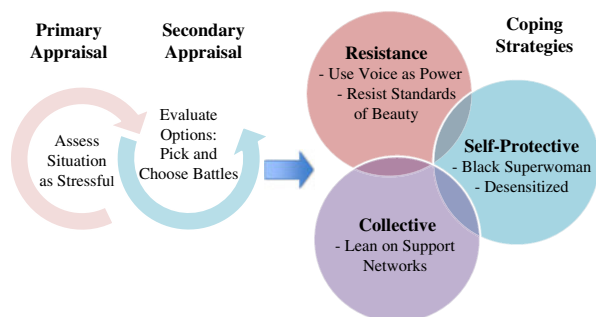 Primary
Appraisal
Secondary
Appraisal
Coping
Strategies
Assess
Situation
as Stressful
Evaluate
Options:
Pick and
Choose Battles
Resistance
- Use Voice as Power
- Resist Standards
of Beauty
Self-Protective
- Black Superwoman
- Desensitized
Collective
- Lean on Support
Networks